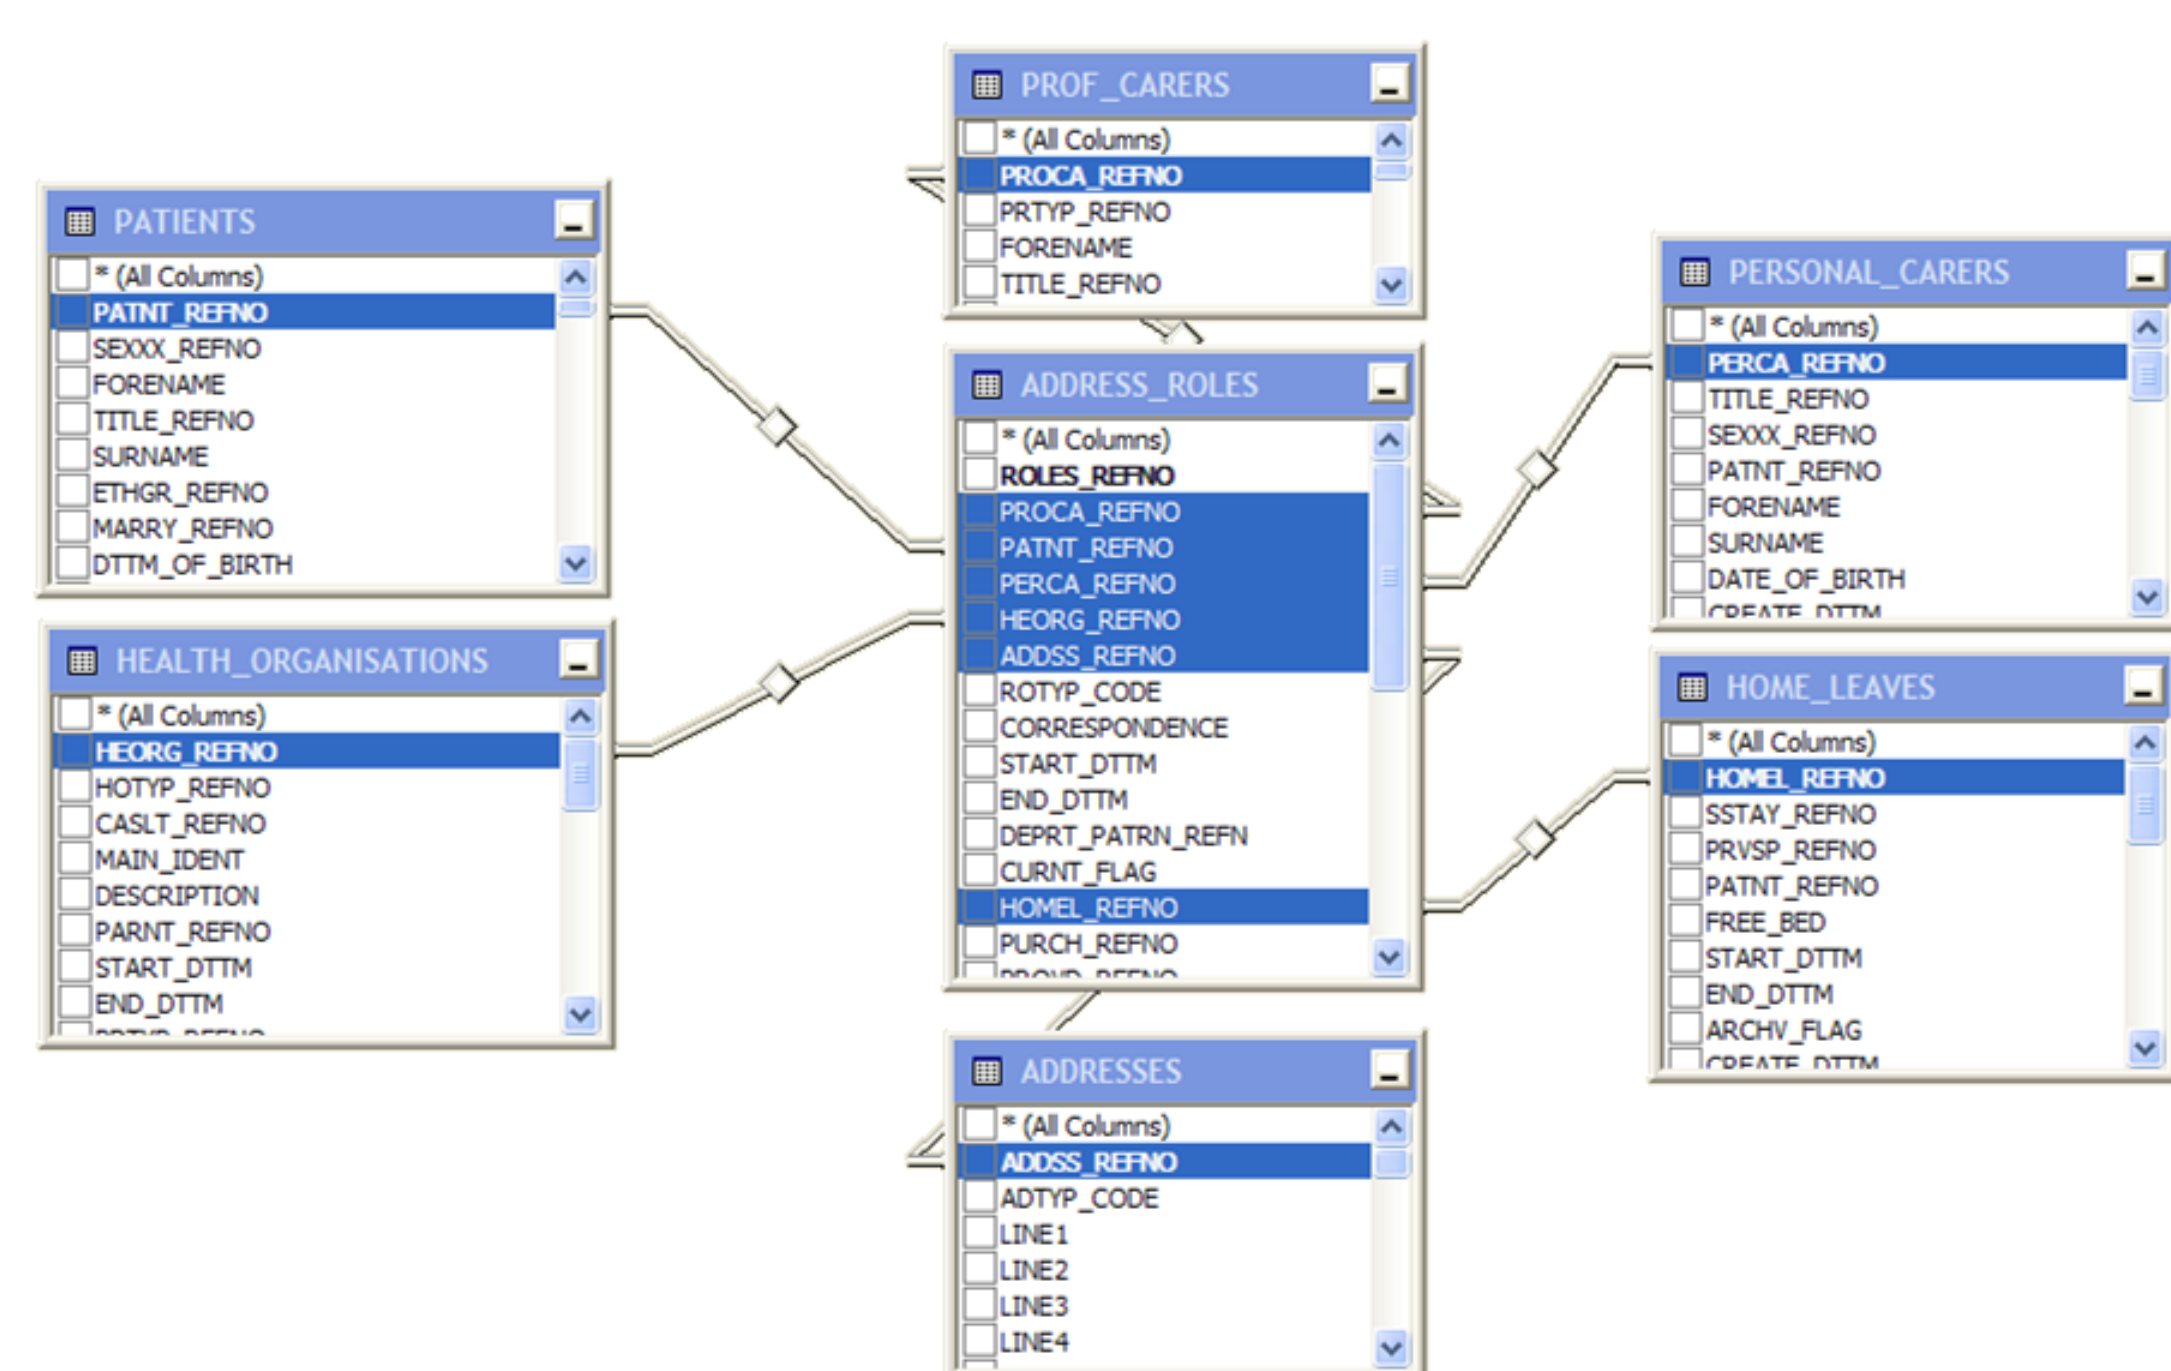 PROF_CARERS
* (All Columns)
PROCA_REFNO
PRTYP_REFNO
FORENAME
TITLE_REFNO
PATIENTS
* (All Columns)
PATNT_REFNO
SEXXX_REFNO
FORENAME
TITLE_REFNO
SURNAME
ETHGR_REFNO
MARRY_REFNO
DTTM_OF_BIRTH
ADDRESS_ROLES
* (All Columns)
ROLES_REFNO
PROCA_REFNO
PATNT_REFNO
PERCA_REFNO
HEORG_REFNO
ADDSS_REFNO
ROTYP_CODE
CORRESPONDENCE
START_DTTM
END_DTTM
DEPRT_PATRN_REFN
CURNT_FLAG
HOMEL_REFNO
PURCH_REFNO
PERSONAL_CARERS
* (All Columns)
PERCA_REFNO
TITLE_REFNO
SEXXX_REFNO
PATNT_REFNO
FORENAME
SURNAME
DATE_OF_BIRTH
CREATE_DTTM
HEALTH_ORGANISATIONS
* (All Columns)
HEORG_REFNO
HOTYP_REFNO
CASLT_REFNO
MAIN_IDENT
DESCRIPTION
PARNT_REFNO
START_DTTM
END_DTTM
HOME_LEAVES
* (All Columns)
HOMEL_REFNO
SSTAY_REFNO
PRVSP_REFNO
PATNT_REFNO
FREE_BED
START_DTTM
END_DTTM
ARCHV_FLAG
CREATE_DTTM
ADDRESSES
* (All Columns)
ADDSS_REFNO
ADTYP_CODE
LINE1
LINE2
LINE3
LINE4